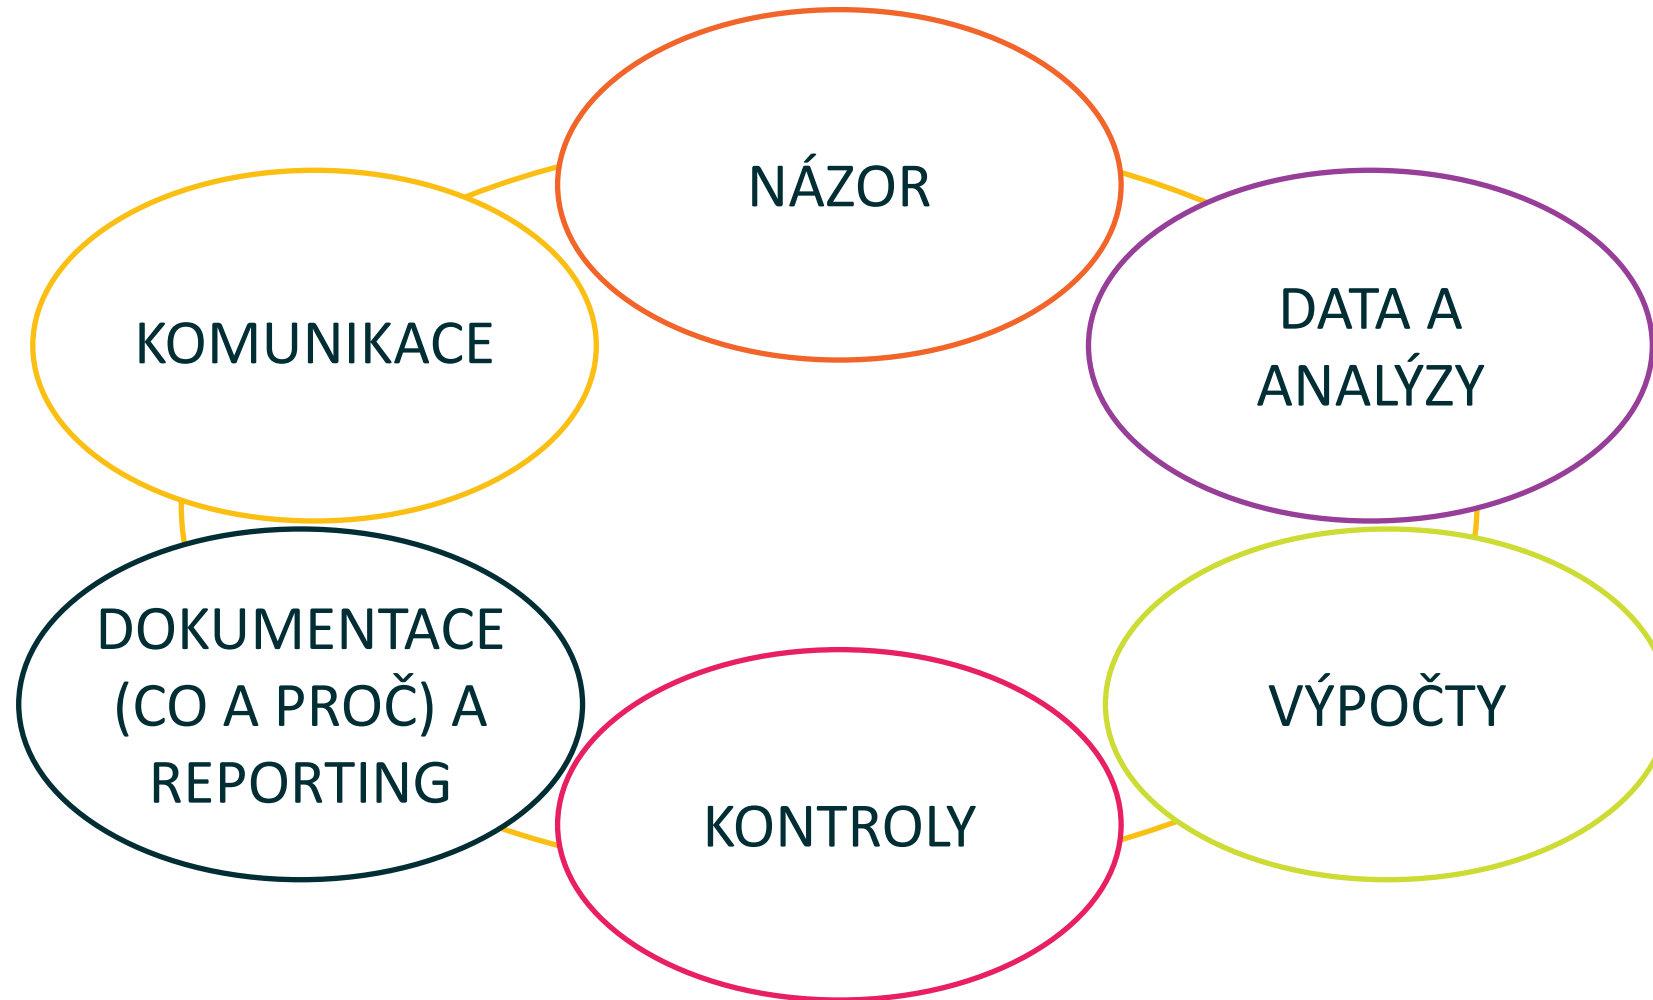 NÁZOR
DATA A
ANALÝZY
VÝPOČTY
KONTROLY
DOKUMENTACE
(CO A PROČ) A
REPORTING
KOMUNIKACE